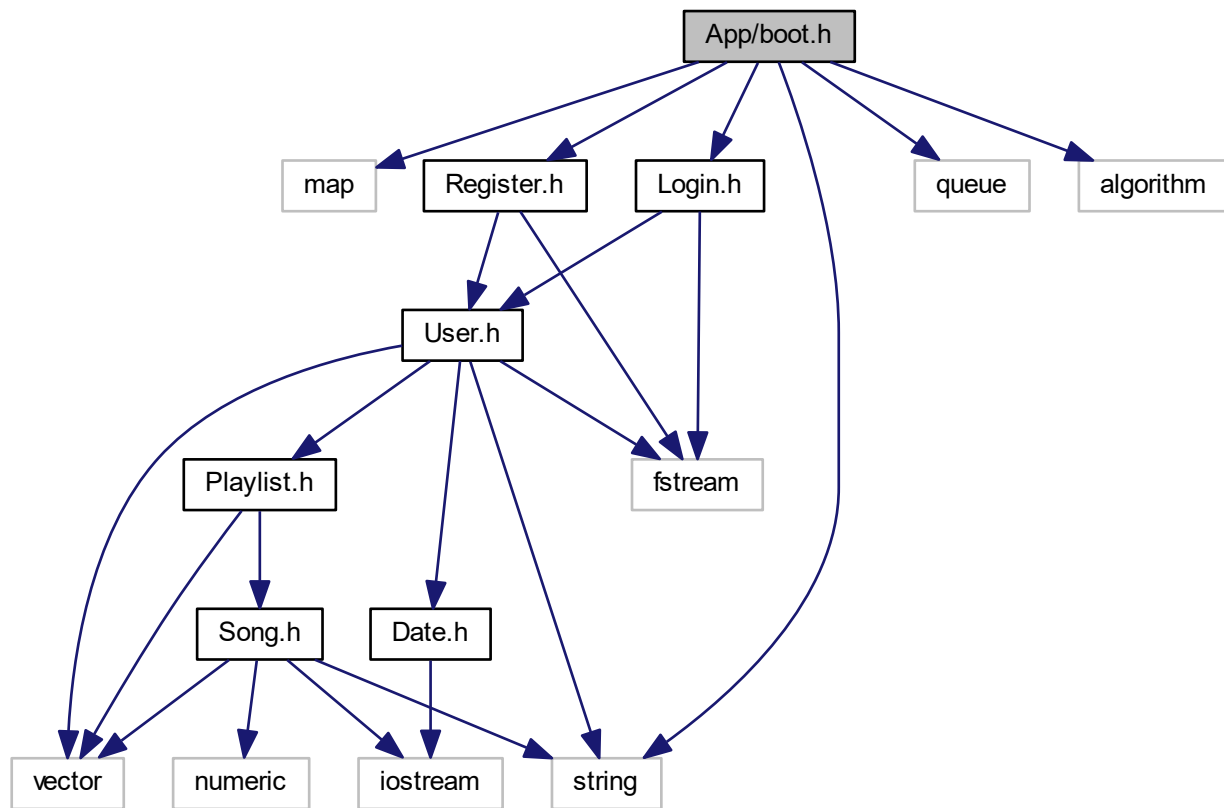 App/boot.h
map
Register.h
Login.h
queue
algorithm
User.h
Playlist.h
fstream
Song.h
Date.h
vector
numeric
iostream
string